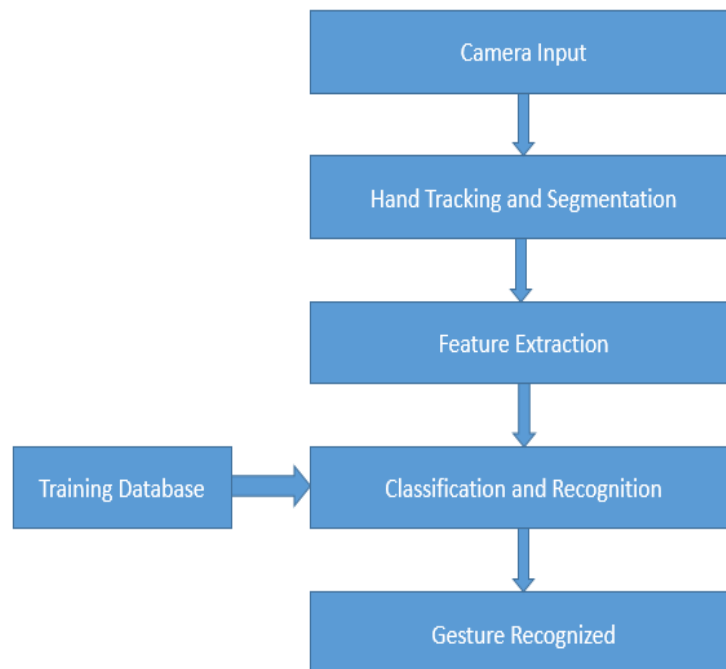 Camera Input
Hand Tracking and Segmentation
Feature Extraction
Training Database
Classification and Recognition
Gesture Recognized